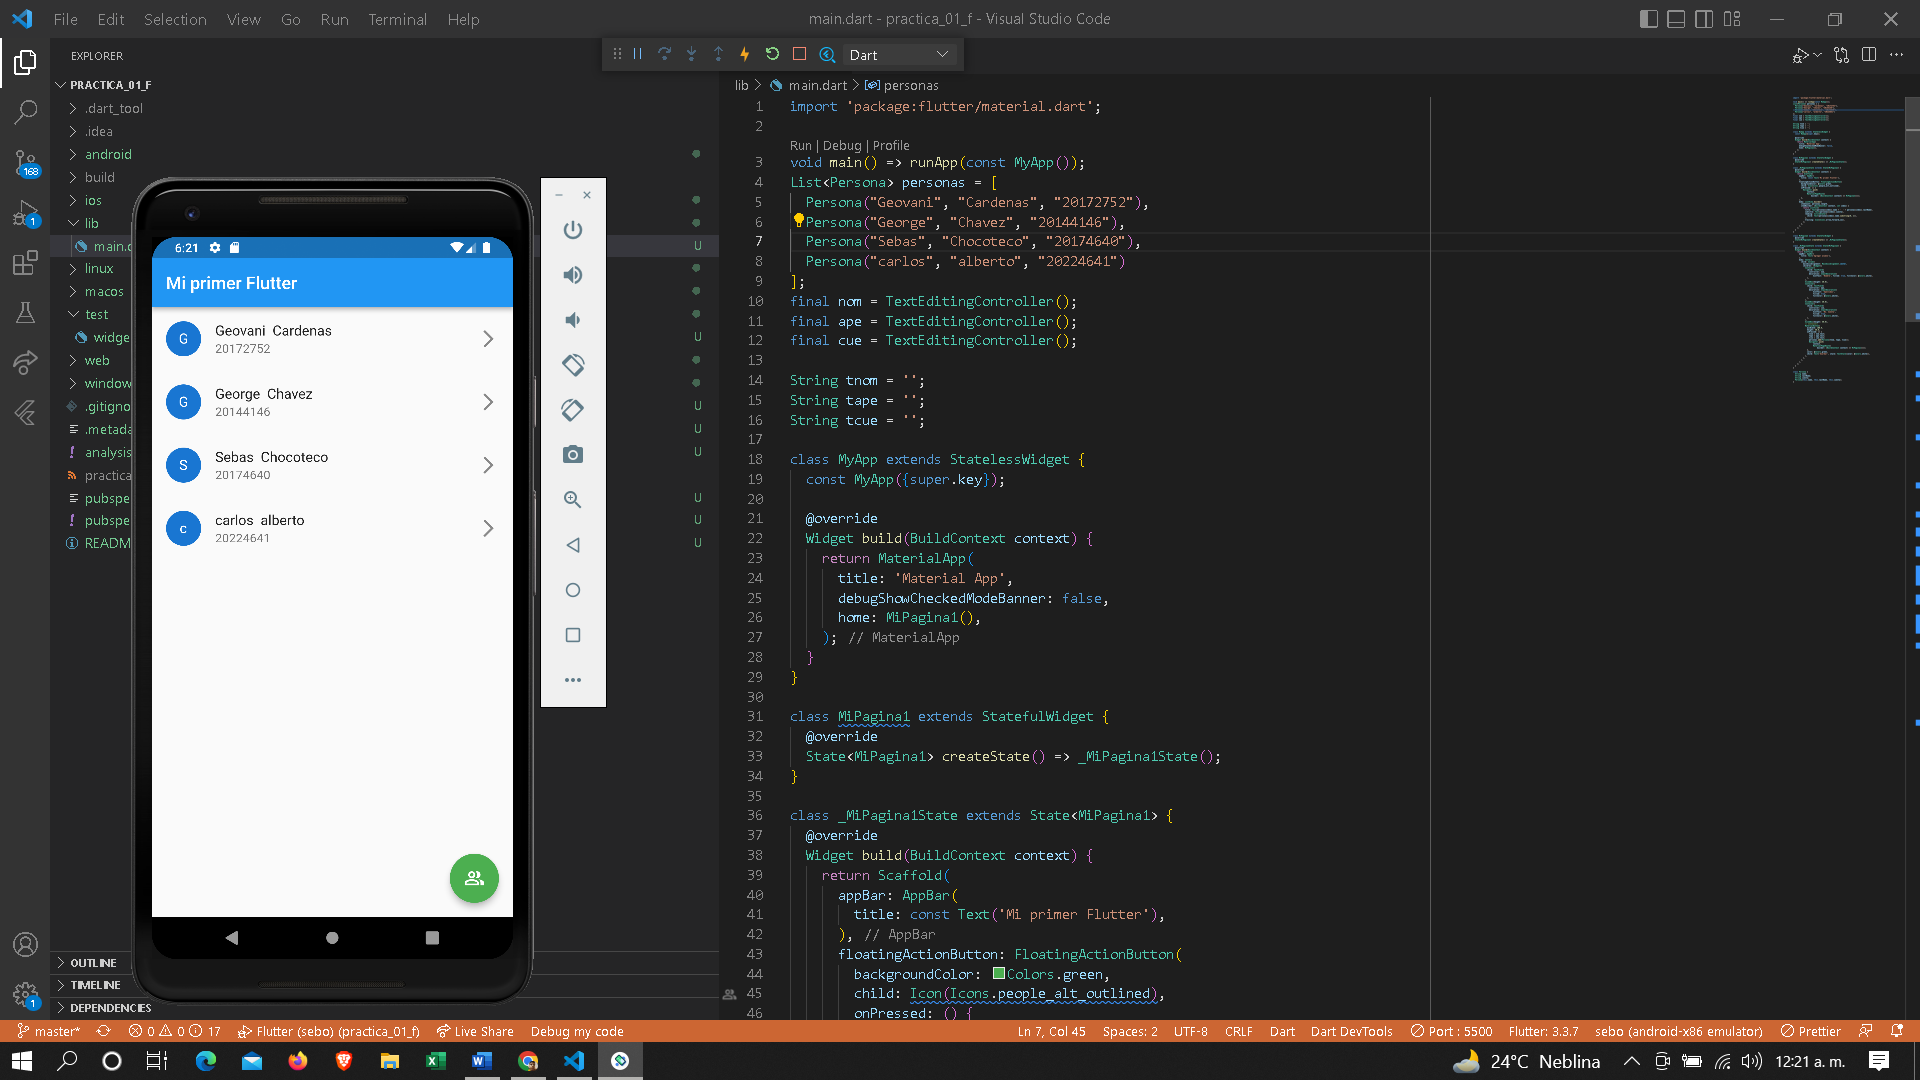 File Edit Selection View Go Run Terminal Help
main.dart - practica_01_f - Visual Studio Code
EXPLORER
Dart
PRACTICA_01_F
.dart_tool
.idea
android
build
ios
lib
main.d
U
linux
macos
test
widge
U
web
window
.gitigno
U
.metada
U
analysis
U
practica
pubspe
U
pubspe
U
README
U
OUTLINE
TIMELINE
DEPENDENCIES
168
1
1
6:21
Mi primer Flutter
G
Geovani Cardenas
20172752
G
George Chavez
20144146
S
Sebas Chocoteco
20174640
c
carlos alberto
20224641
lib > main.dart > personas
1 import 'package:flutter/material.dart';
2
Run | Debug | Profile
3 void main() => runApp(const MyApp());
4 List<Persona> personas = [
5 Persona("Geovani", "Cardenas", "20172752"),
6 Persona("George", "Chavez", "20144146"),
7 Persona("Sebas", "Chocoteco", "20174640"),
8 Persona("carlos", "alberto", "20224641")
9 ];
10 final nom = TextEditingController();
11 final ape = TextEditingController();
12 final cue = TextEditingController();
13
14 String tnom = '';
15 String tape = '';
16 String tcue = '';
17
18 class MyApp extends StatelessWidget {
19 const MyApp({super.key});
20
21 @override
22 Widget build(BuildContext context) {
23 return MaterialApp(
24 title: 'Material App',
25 debugShowCheckedModeBanner: false,
26 home: MiPagina1(),
27 ); // MaterialApp
28 }
29 }
30
31 class MiPagina1 extends StatefulWidget {
32 @override
33 State<MiPagina1> createState() => _MiPagina1State();
34 }
35
36 class _MiPagina1State extends State<MiPagina1> {
37 @override
38 Widget build(BuildContext context) {
39 return Scaffold(
40 appBar: AppBar(
41 title: const Text('Mi primer Flutter'),
42 ), // AppBar
43 floatingActionButton: FloatingActionButton(
44 backgroundColor: Colors.green,
45 child: Icon(Icons.people_alt_outlined),
46 onPressed: () {
master* 0 0 17 Flutter (sebo) (practica_01_f) Live Share Debug my code
Ln 7, Col 45 Spaces: 2 UTF-8 CRLF Dart Dart DevTools Port : 5500 Flutter: 3.3.7 sebo (android-x86 emulator) Prettier
24°C Neblina 12:21 a. m.